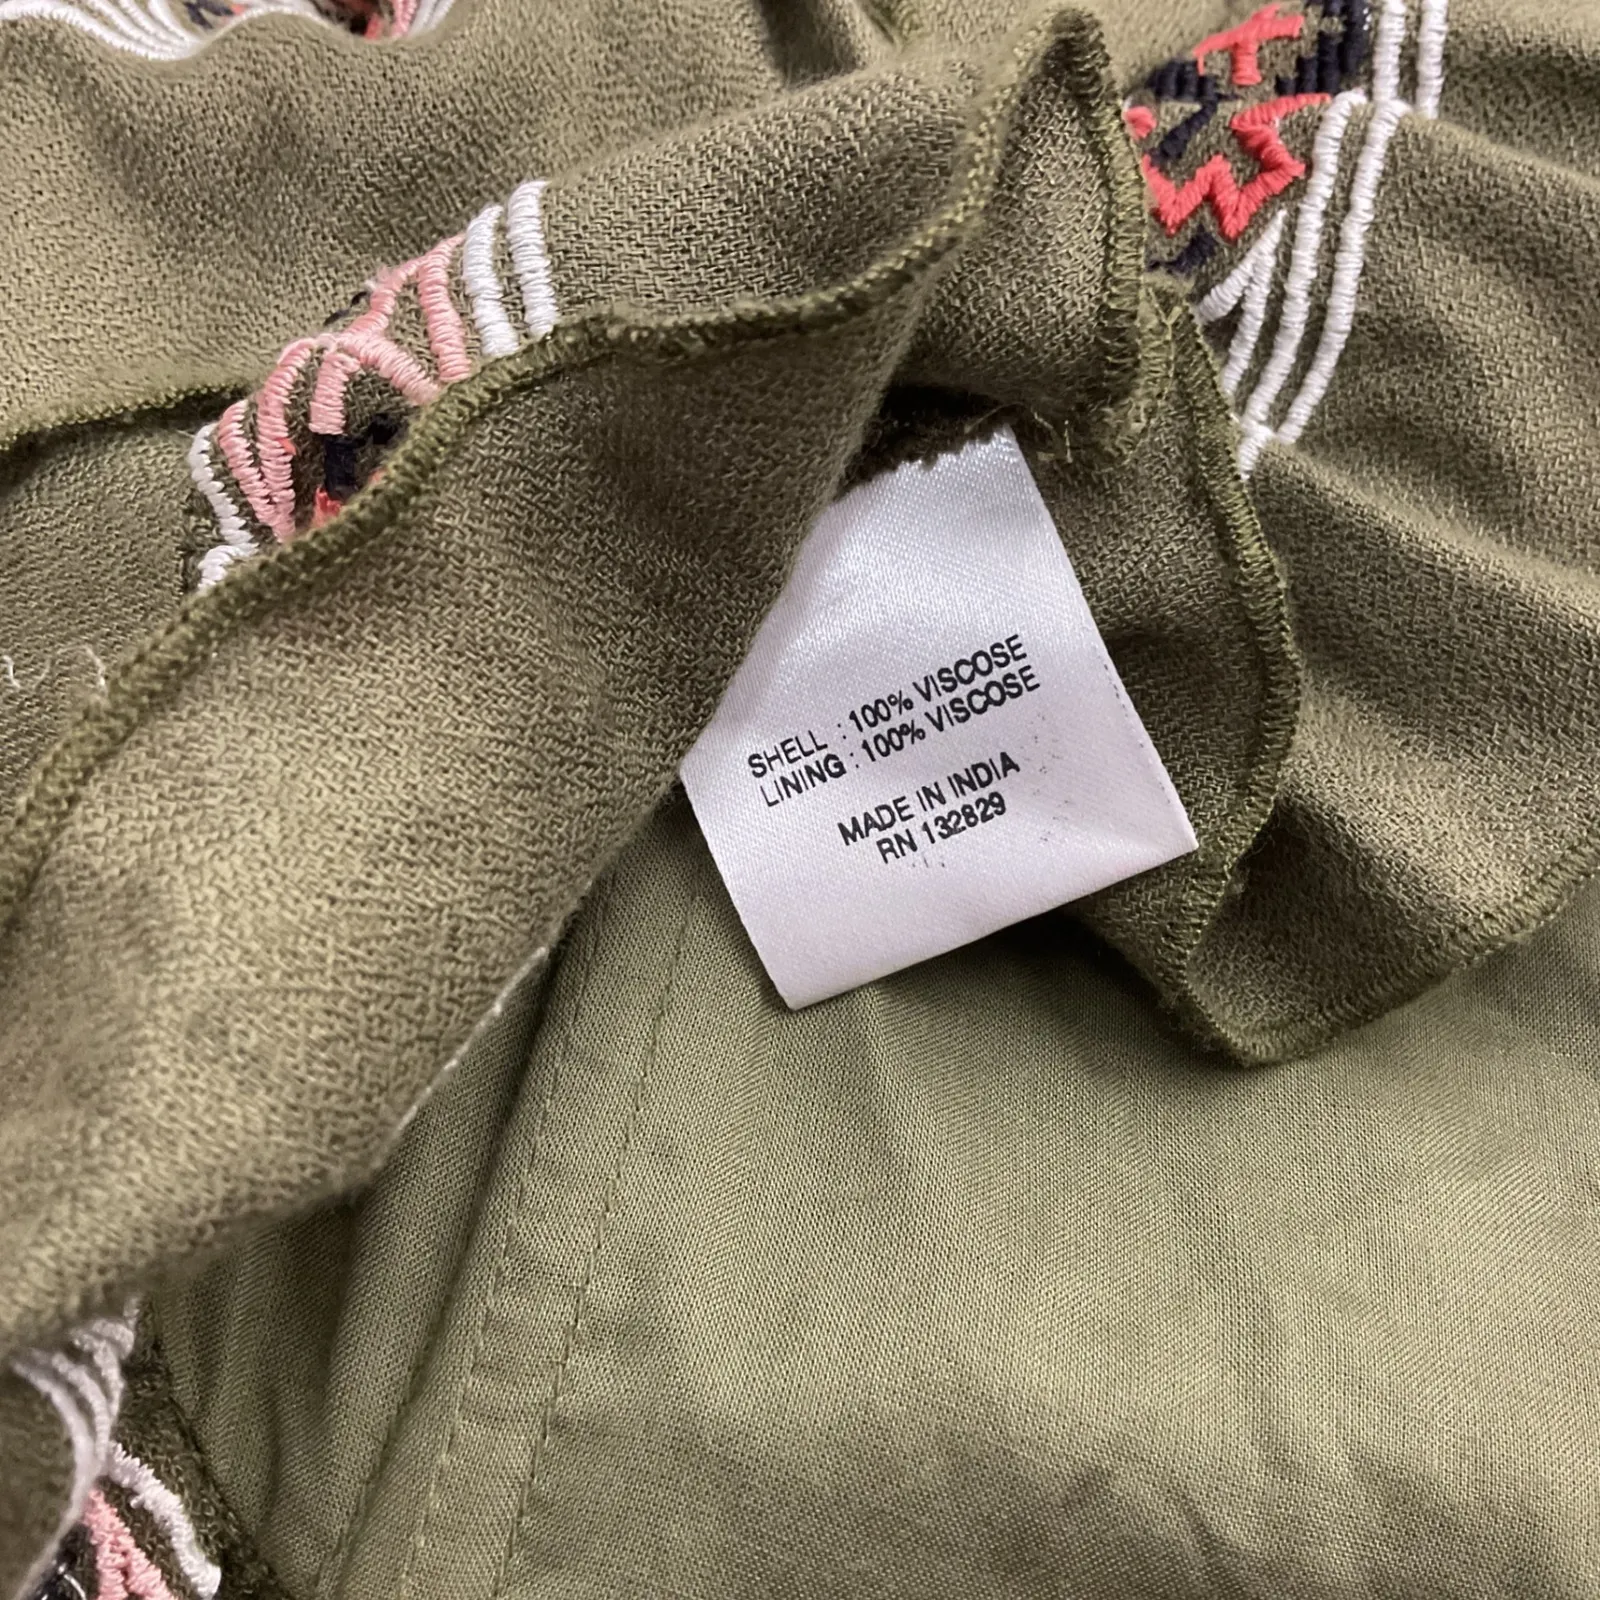 SHELL : 100% VISCOSE
LINING : 100% VISCOSE
MADE IN INDIA
RN 132829